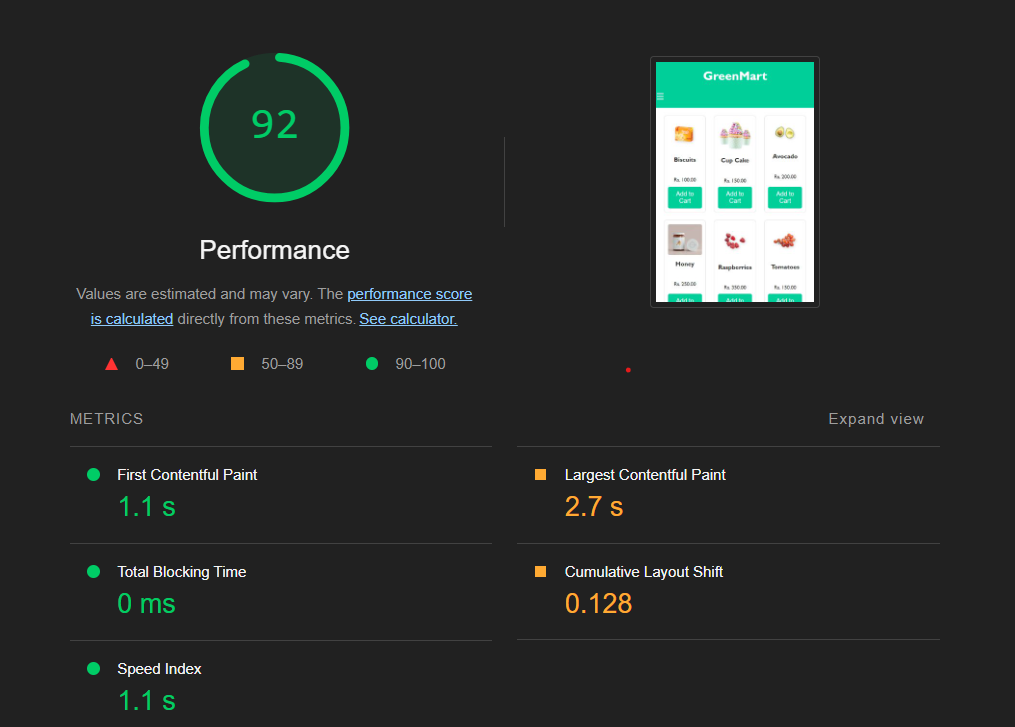 92
Performance
Values are estimated and may vary. The performance score
is calculated directly from these metrics. See calculator.
0–49
50–89
90–100
GreenMart
Biscuits
Cup Cake
Avocado
Rs. 100.00
Rs. 150.00
Rs. 200.00
Add to
Cart
Add to
Cart
Add to
Cart
Honey
Raspberries
Tomatoes
Rs. 250.00
Rs. 350.00
Rs. 150.00
Add to
Add to
Add to
METRICS
Expand view
First Contentful Paint
1.1 s
Largest Contentful Paint
2.7 s
Total Blocking Time
0 ms
Cumulative Layout Shift
0.128
Speed Index
1.1 s